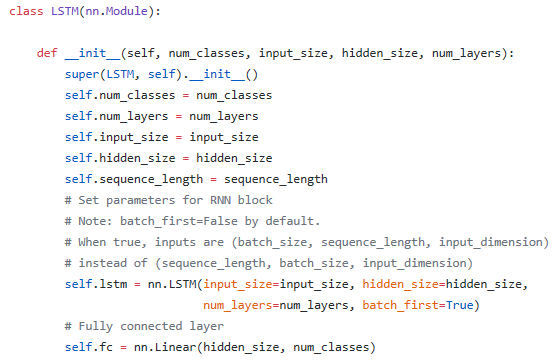 class LSTM(nn.Module):
def __init__(self, num_classes, input_size, hidden_size, num_layers):
super(LSTM, self).__init__()
self.num_classes = num_classes
self.num_layers = num_layers
self.input_size = input_size
self.hidden_size = hidden_size
self.sequence_length = sequence_length
# Set parameters for RNN block
# Note: batch_first=False by default.
# When true, inputs are (batch_size, sequence_length, input_dimension)
# instead of (sequence_length, batch_size, input_dimension)
self.lstm = nn.LSTM(input_size=input_size, hidden_size=hidden_size,
num_layers=num_layers, batch_first=True)
# Fully connected layer
self.fc = nn.Linear(hidden_size, num_classes)